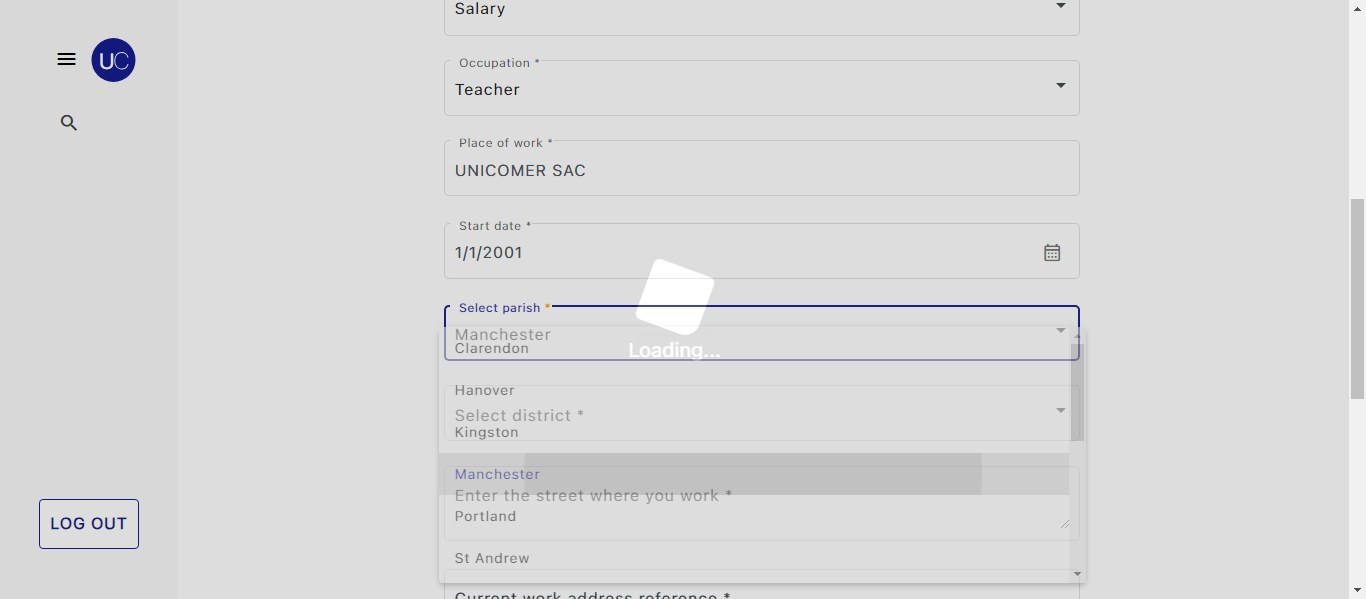 Salary
UC
Occupation *
Teacher
Place of work *
UNICOMER SAC
Start date *
1/1/2001
Select parish *
Manchester
Loading...
Clarendon
Hanover
Select district *
Kingston
Manchester
Enter the street where you work *
Portland
LOG OUT
St Andrew
Current work address reference *